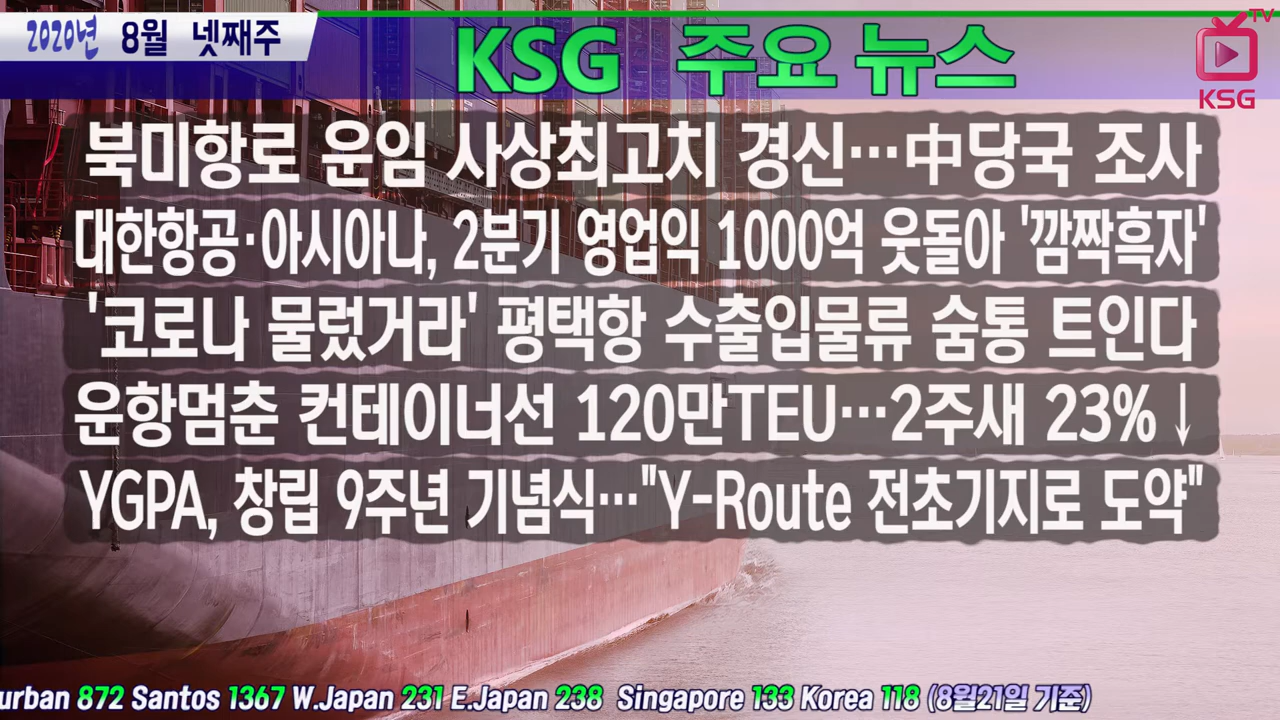 2020년 8월 넷째주
KSG 주요 뉴스
TV
KSG
북미항로 운임 사상최고치 경신…中당국 조사
대한항공·아시아나, 2분기 영업익 1000억 웃돌아 '깜짝흑자'
'코로나 물렀거라' 평택항 수출입물류 숨통 트인다
운항멈춘 컨테이너선 120만TEU…2주새 23%↓
YGPA, 창립 9주년 기념식…"Y-Route 전초기지로 도약"
urban 872 Santos 1367 W.Japan 231 E.Japan 238 Singapore 133 Korea 118 (8월21일 기준)